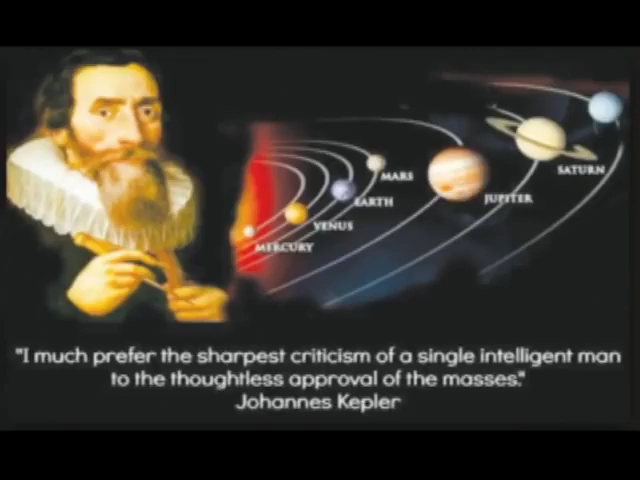 MARS
SATURN
EARTH
JUPITER
VENUS
MERCURY
"I much prefer the sharpest criticism of a single intelligent man
to the thoughtless approval of the masses."
Johannes Kepler